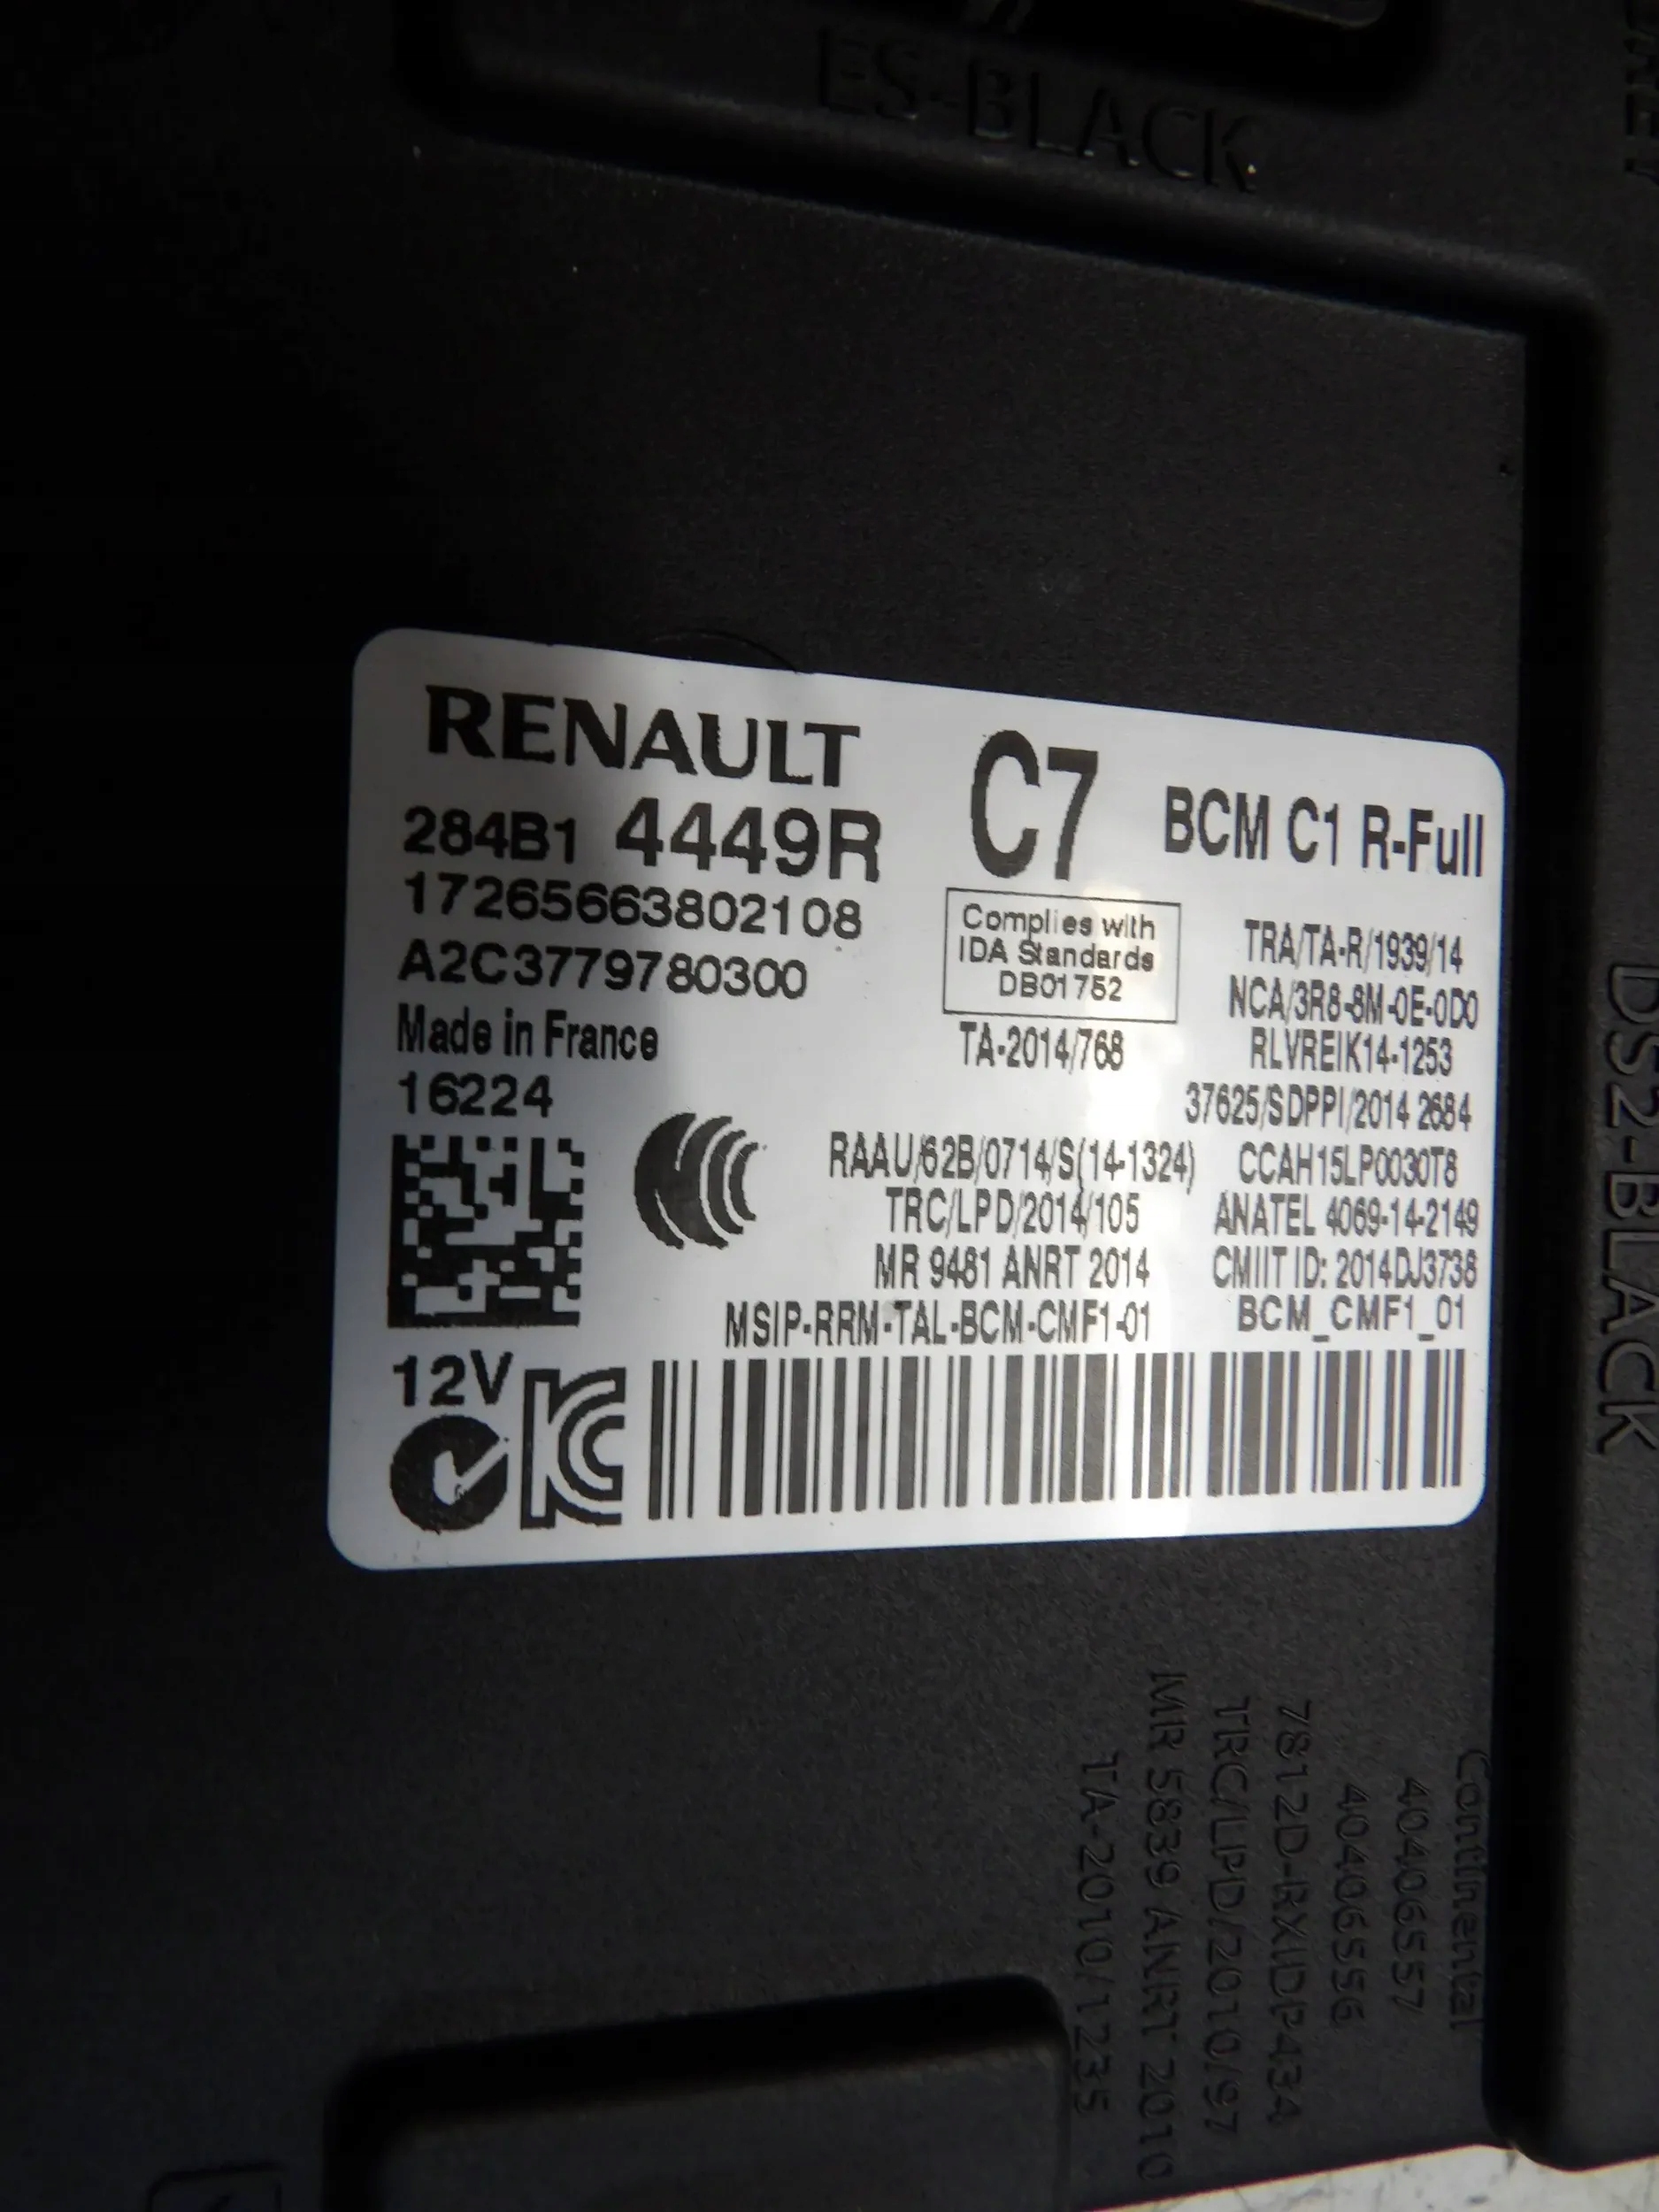 ES-BLACK
RENAULT
C7
BCM C1 R-Full
284B1 4449R
17265663802108
A2C3779780300
Made in France
16224
Complies with
IDA Standards
DB01752
TA-2014/768
TRA/TA-R/1939/14
NCA/3R8-8M-0E-0D0
RLVREIK14-1253
37625/SDPPI/2014 2684
RAAU/62B/0714/S(14-1324)
CCAH15LP0030T8
TRC/LPD/2014/105
ANATEL 4069-14-2149
MR 9481 ANRT 2014
CMIIT ID: 2014DJ3738
MSIP-RRM-TAL-BCM-CMF1-01
BCM_CMF1_01
12V
DS2-BLACK
Continental
40406557
40406556
7812D-RXIDP43A
TRC/LPD/2010/97
MR 5839 ANRT 2010
TA-2010/1235